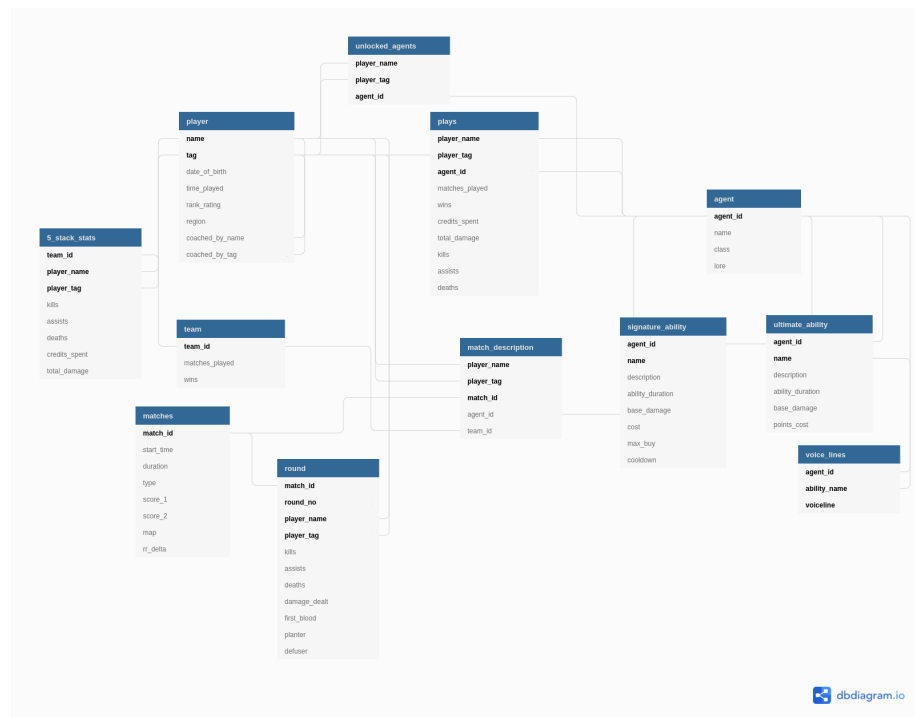 unlocked_agents
player_name
player_tag
agent_id
player
name
tag
date_of_birth
time_played
rank_rating
region
coached_by_name
coached_by_tag
plays
player_name
player_tag
agent_id
matches_played
wins
credits_spent
total_damage
kills
assists
deaths
agent
agent_id
name
class
lore
5_stack_stats
team_id
player_name
player_tag
kills
assists
deaths
credits_spent
total_damage
team
team_id
matches_played
wins
match_description
player_name
player_tag
match_id
agent_id
team_id
signature_ability
agent_id
name
description
ability_duration
base_damage
cost
max_buy
cooldown
ultimate_ability
agent_id
name
description
ability_duration
base_damage
points_cost
matches
match_id
start_time
duration
type
score_1
score_2
map
rr_delta
round
match_id
round_no
player_name
player_tag
kills
assists
deaths
damage_dealt
first_blood
planter
defuser
voice_lines
agent_id
ability_name
voiceline
dbdiagram.io